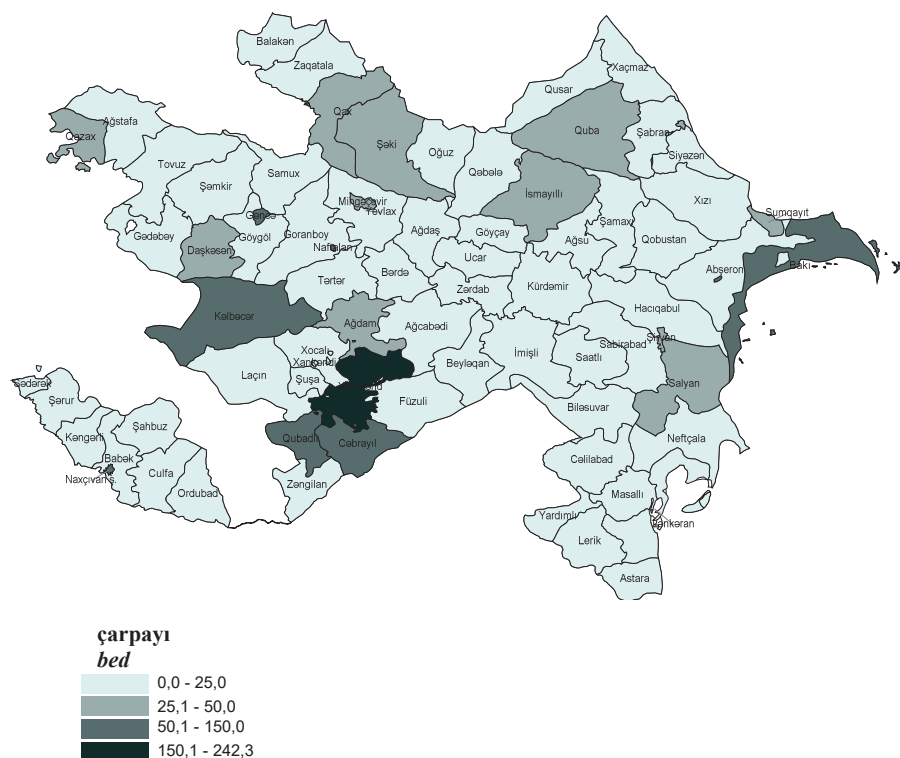 Balakən
Zaqatala
Xaçmaz
Qusar
Qax
Ağstafa
Quba
Qazax
Şabran
Şəki
Oğuz
Siyəzən
Tovuz
Qəbələ
Samux
Şəmkir
İsmayıllı
Xızı
Mingəçevir
Yevlax
Gəncə
Sumqayıt
Şamaxı
Ağdaş
Göyçay
Gədəbəy
Göygöl
Goranboy
Ağsu
Qobustan
Naftalan
Daşkəsən
Ucar
Bakı
Bərdə
Abşeron
Tərtər
Zərdab
Kürdəmir
Hacıqabul
Kəlbəcər
Ağdam
Ağcabədi
Şirvan
Sabirabad
Xocalı
İmişli
Saatlı
Xankəndi
Beyləqan
Laçın
Şuşa
Salyan
Sədərək
Füzuli
Şərur
Biləsuvar
Şahbuz
Kəngərli
Qubadlı
Cəbrayıl
Neftçala
Babək
Cəlilabad
Culfa
Naxçıvan ş.
Zəngilan
Ordubad
Masallı
Yardımlı
Lənkəran
Lerik
Astara
çarpayı
bed
0,0 - 25,0
25,1 - 50,0
50,1 - 150,0
150,1 - 242,3